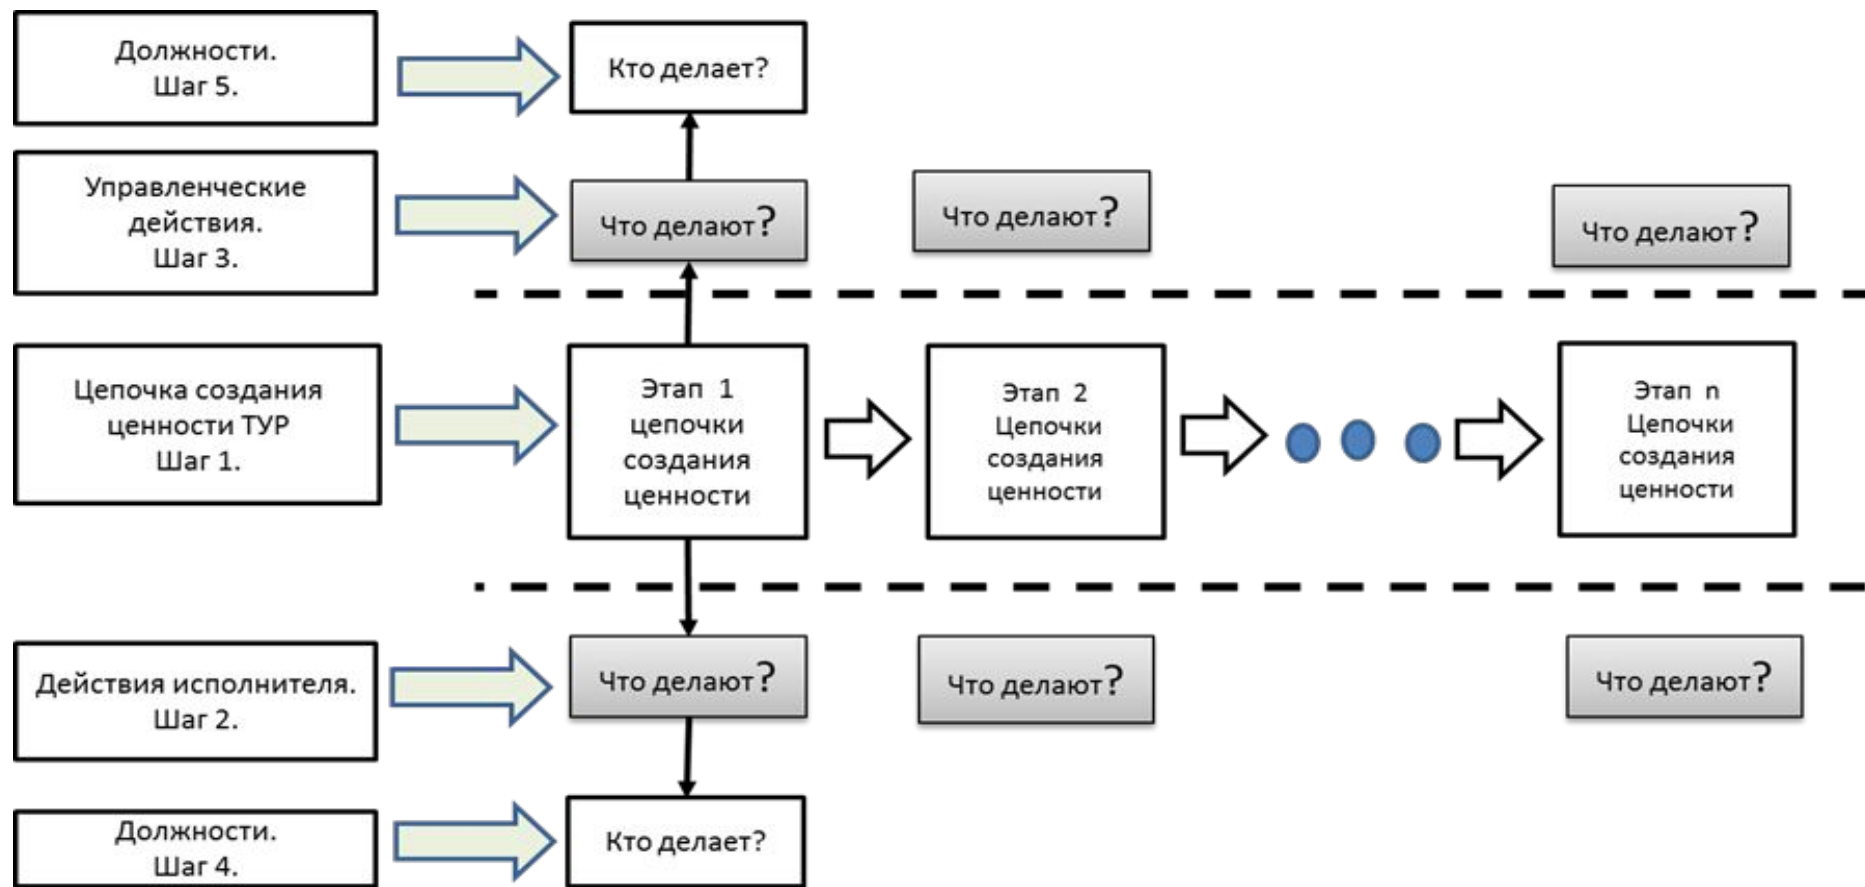 Должности.
Шаг 5.
Кто делает?
Управленческие
действия.
Шаг 3.
Что делают?
Что делают?
Что делают?
Цепочка создания
ценности ТУР
Шаг 1.
Этап 1
цепочки
создания
ценности
Этап 2
Цепочки
создания
ценности
Этап n
Цепочки
создания
ценности
Действия исполнителя.
Шаг 2.
Что делают?
Что делают?
Что делают?
Должности.
Шаг 4.
Кто делает?